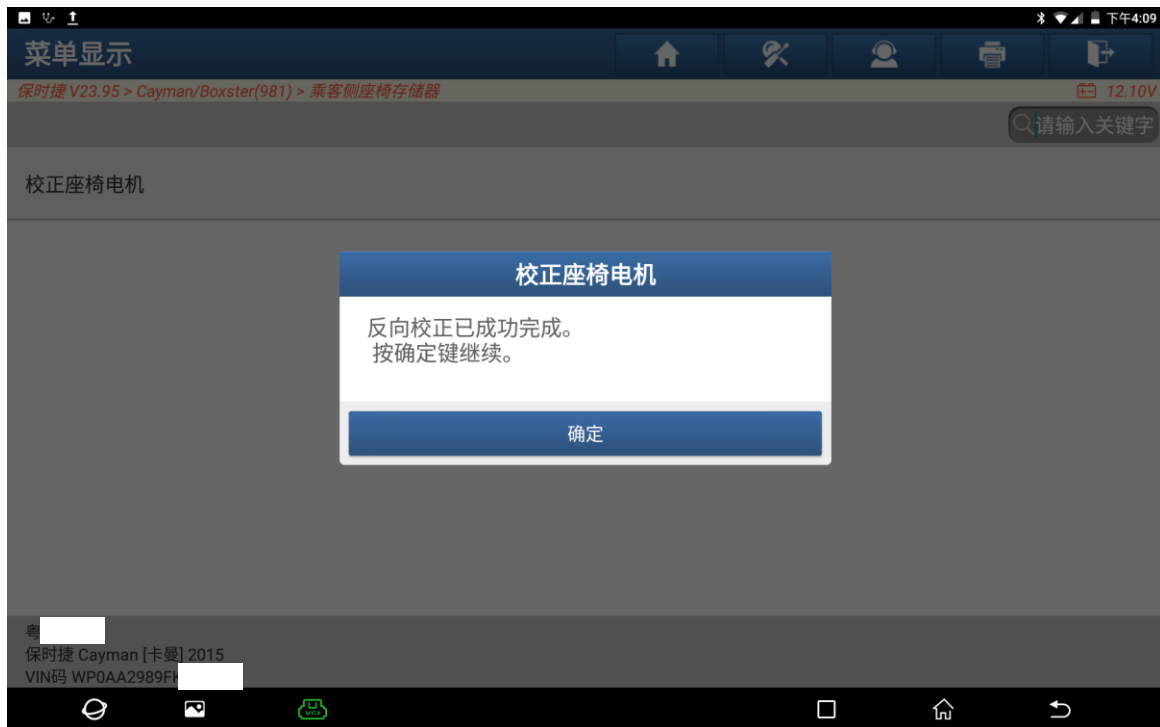 下午4:09
菜单显示
保时捷 V23.95 > Cayman/Boxster(981) > 乘客侧座椅存储器
12.10V
请输入关键字
校正座椅电机
校正座椅电机
反向校正已成功完成。
按确定键继续。
确定
粤
保时捷 Cayman [卡曼] 2015
VIN码 WP0AA2989FK
VCI